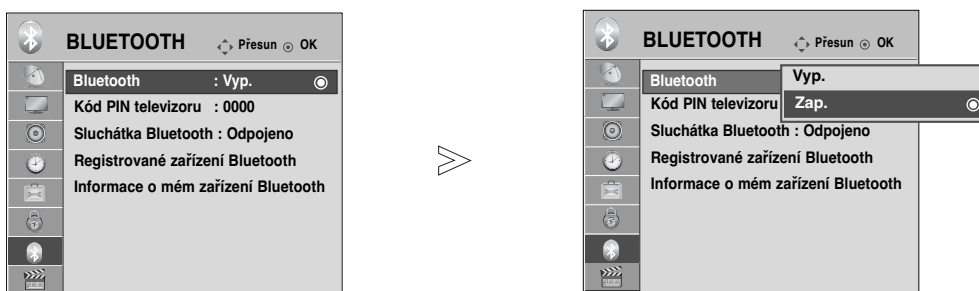 BLUETOOTH Přesun OK
Bluetooth : Vyp.
Kód PIN televizoru : 0000
Sluchátka Bluetooth : Odpojeno
Registrované zařízení Bluetooth
Informace o mém zařízení Bluetooth
BLUETOOTH Přesun OK
Bluetooth
Vyp.
Kód PIN televizoru
Zap.
Sluchátka Bluetooth : Odpojeno
Registrované zařízení Bluetooth
Informace o mém zařízení Bluetooth